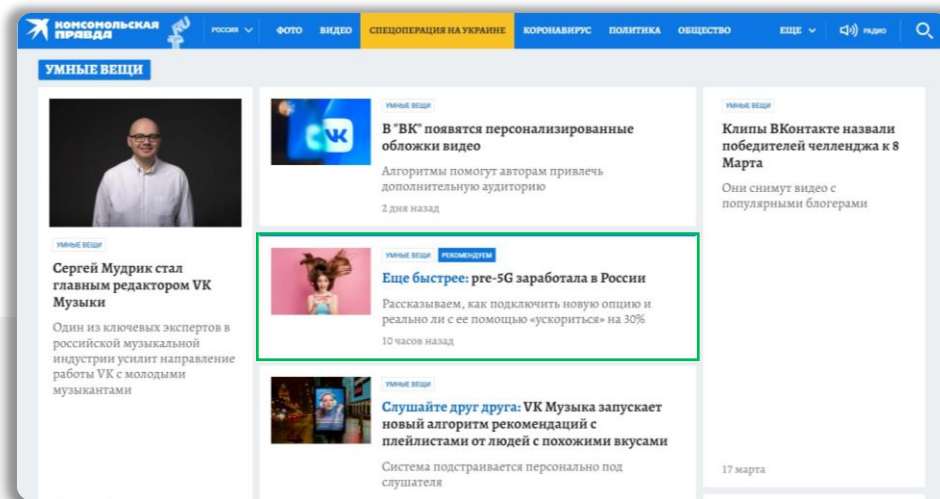 КОМСОМОЛЬСКАЯ
ПРАВДА
РОССИЯ
ФОТО
ВИДЕО
СПЕЦОПЕРАЦИЯ НА УКРАИНЕ
КОРОНАВИРУС
ПОЛИТИКА
ОБЩЕСТВО
ЕЩЕ
РАДИО
УМНЫЕ ВЕЩИ
УМНЫЕ ВЕЩИ
Сергей Мудрик стал
главным редактором VK
Музыки
Один из ключевых экспертов в
российской музыкальной
индустрии усилит направление
работы VK с молодыми
музыкантами
УМНЫЕ ВЕЩИ
В "ВК" появятся персонализированные
обложки видео
Алгоритмы помогут авторам привлечь
дополнительную аудиторию
2 дня назад
УМНЫЕ ВЕЩИ РЕКОМЕНДУЕМ
Еще быстрее: pre-5G заработала в России
Рассказываем, как подключить новую опцию и
реально ли с ее помощью «ускориться» на 30%
10 часов назад
УМНЫЕ ВЕЩИ
Слушайте друг друга: VK Музыка запускает
новый алгоритм рекомендаций с
плейлистами от людей с похожими вкусами
Система подстраивается персонально под
слушателя
УМНЫЕ ВЕЩИ
Клипы ВКонтакте назвали
победителей челленджа к 8
Марта
Они снимут видео с
популярными блогерами
17 марта